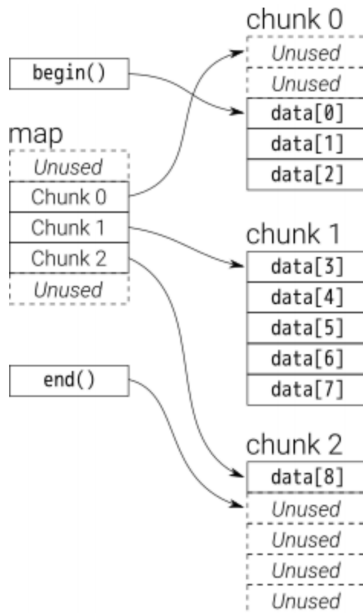 begin()
map
Unused
Chunk 0
Chunk 1
Chunk 2
Unused
end()
chunk 0
Unused
Unused
data[0]
data[1]
data[2]
chunk 1
data[3]
data[4]
data[5]
data[6]
data[7]
chunk 2
data[8]
Unused
Unused
Unused
Unused